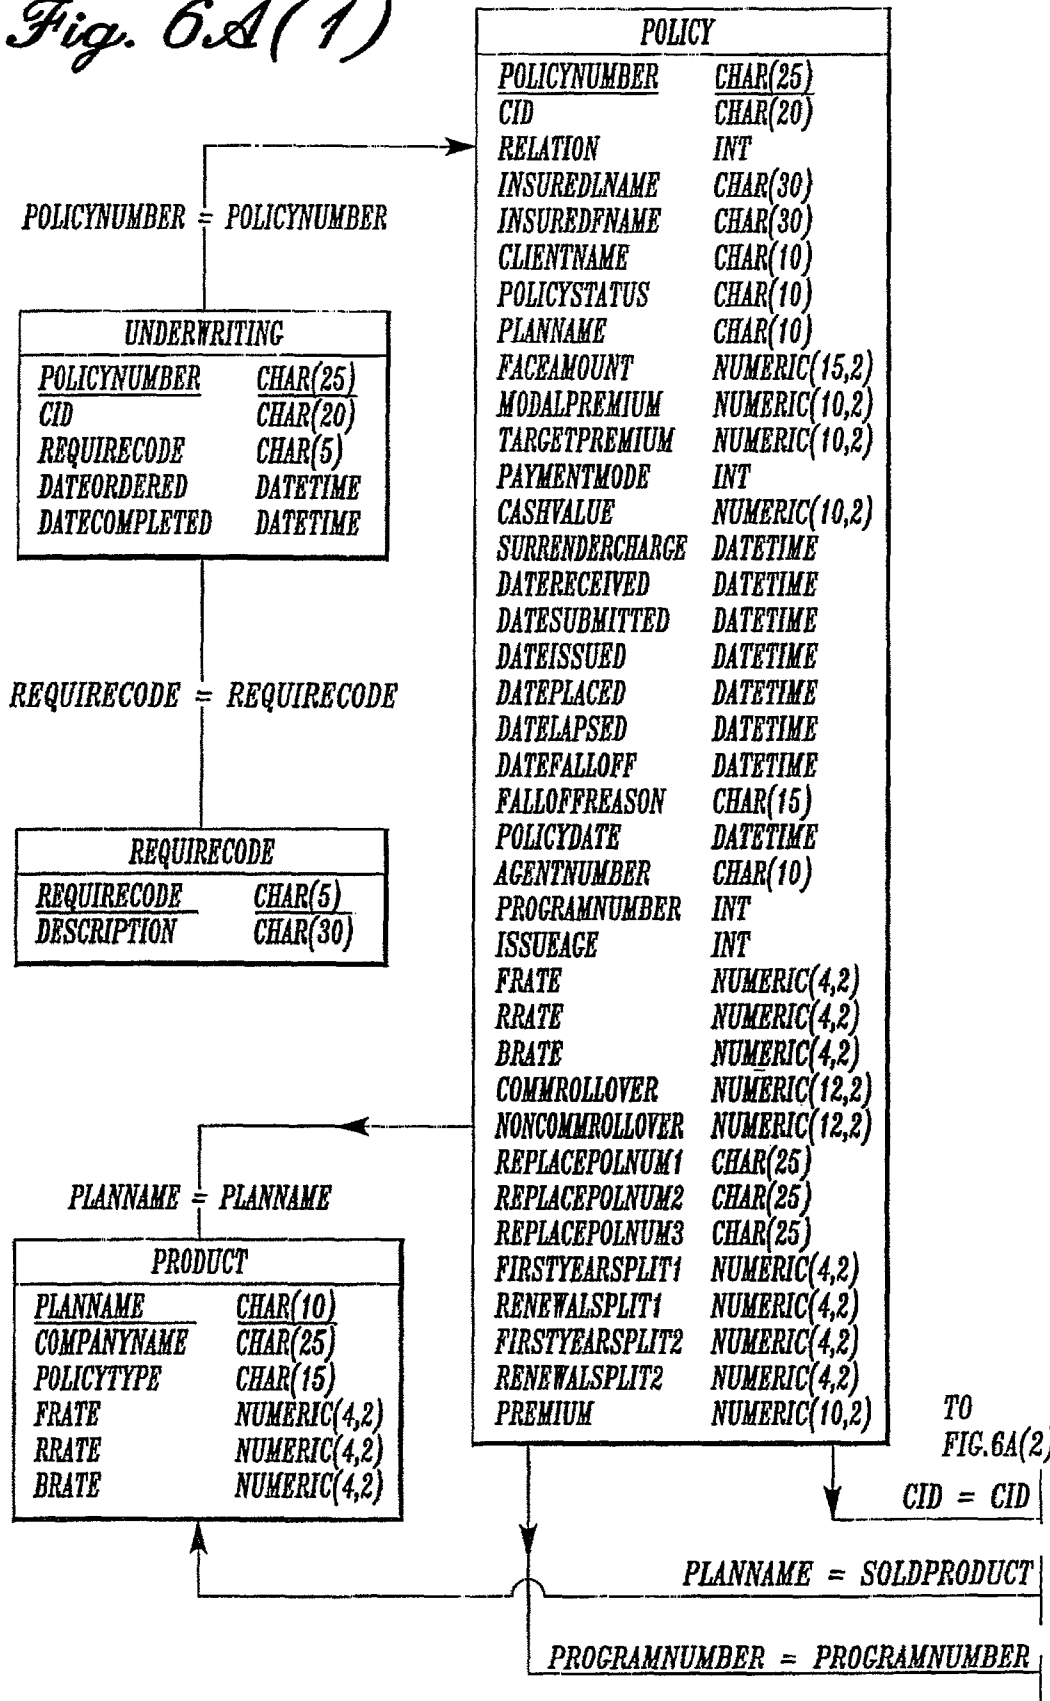 Fig. 6A(1)
POLICY
POLICYNUMBER CHAR(25)
CID CHAR(20)
RELATION INT
INSUREDLNAME CHAR(30)
INSUREDFNAME CHAR(30)
CLIENTNAME CHAR(10)
POLICYSTATUS CHAR(10)
PLANNAME CHAR(10)
FACEAMOUNT NUMERIC(15,2)
MODALPREMIUM NUMERIC(10,2)
TARGETPREMIUM NUMERIC(10,2)
PAYMENTMODE INT
CASHVALUE NUMERIC(10,2)
SURRENDERCHARGE DATETIME
DATERECEIVED DATETIME
DATESUBMITTED DATETIME
DATEISSUED DATETIME
DATEPLACED DATETIME
DATELAPSED DATETIME
DATEFALLOFF DATETIME
FALLOFFREASON CHAR(15)
POLICYDATE DATETIME
AGENTNUMBER CHAR(10)
PROGRAMNUMBER INT
ISSUEAGE INT
FRATE NUMERIC(4,2)
RRATE NUMERIC(4,2)
BRATE NUMERIC(4,2)
COMMROLLOVER NUMERIC(12,2)
NONCOMMROLLOVER NUMERIC(12,2)
REPLACEPOLNUM1 CHAR(25)
REPLACEPOLNUM2 CHAR(25)
REPLACEPOLNUM3 CHAR(25)
FIRSTYEARSPLIT1 NUMERIC(4,2)
RENEWALSPLIT1 NUMERIC(4,2)
FIRSTYEARSPLIT2 NUMERIC(4,2)
RENEWALSPLIT2 NUMERIC(4,2)
PREMIUM NUMERIC(10,2)
POLICYNUMBER = POLICYNUMBER
UNDERWRITING
POLICYNUMBER CHAR(25)
CID CHAR(20)
REQUIRECODE CHAR(5)
DATEORDERED DATETIME
DATECOMPLETED DATETIME
REQUIRECODE = REQUIRECODE
REQUIRECODE
REQUIRECODE CHAR(5)
DESCRIPTION CHAR(30)
PLANNAME = PLANNAME
PRODUCT
PLANNAME CHAR(10)
COMPANYNAME CHAR(25)
POLICYTYPE CHAR(15)
FRATE NUMERIC(4,2)
RRATE NUMERIC(4,2)
BRATE NUMERIC(4,2)
TO
FIG.6A(2)
CID = CID
PLANNAME = SOLDPRODUCT
PROGRAMNUMBER = PROGRAMNUMBER